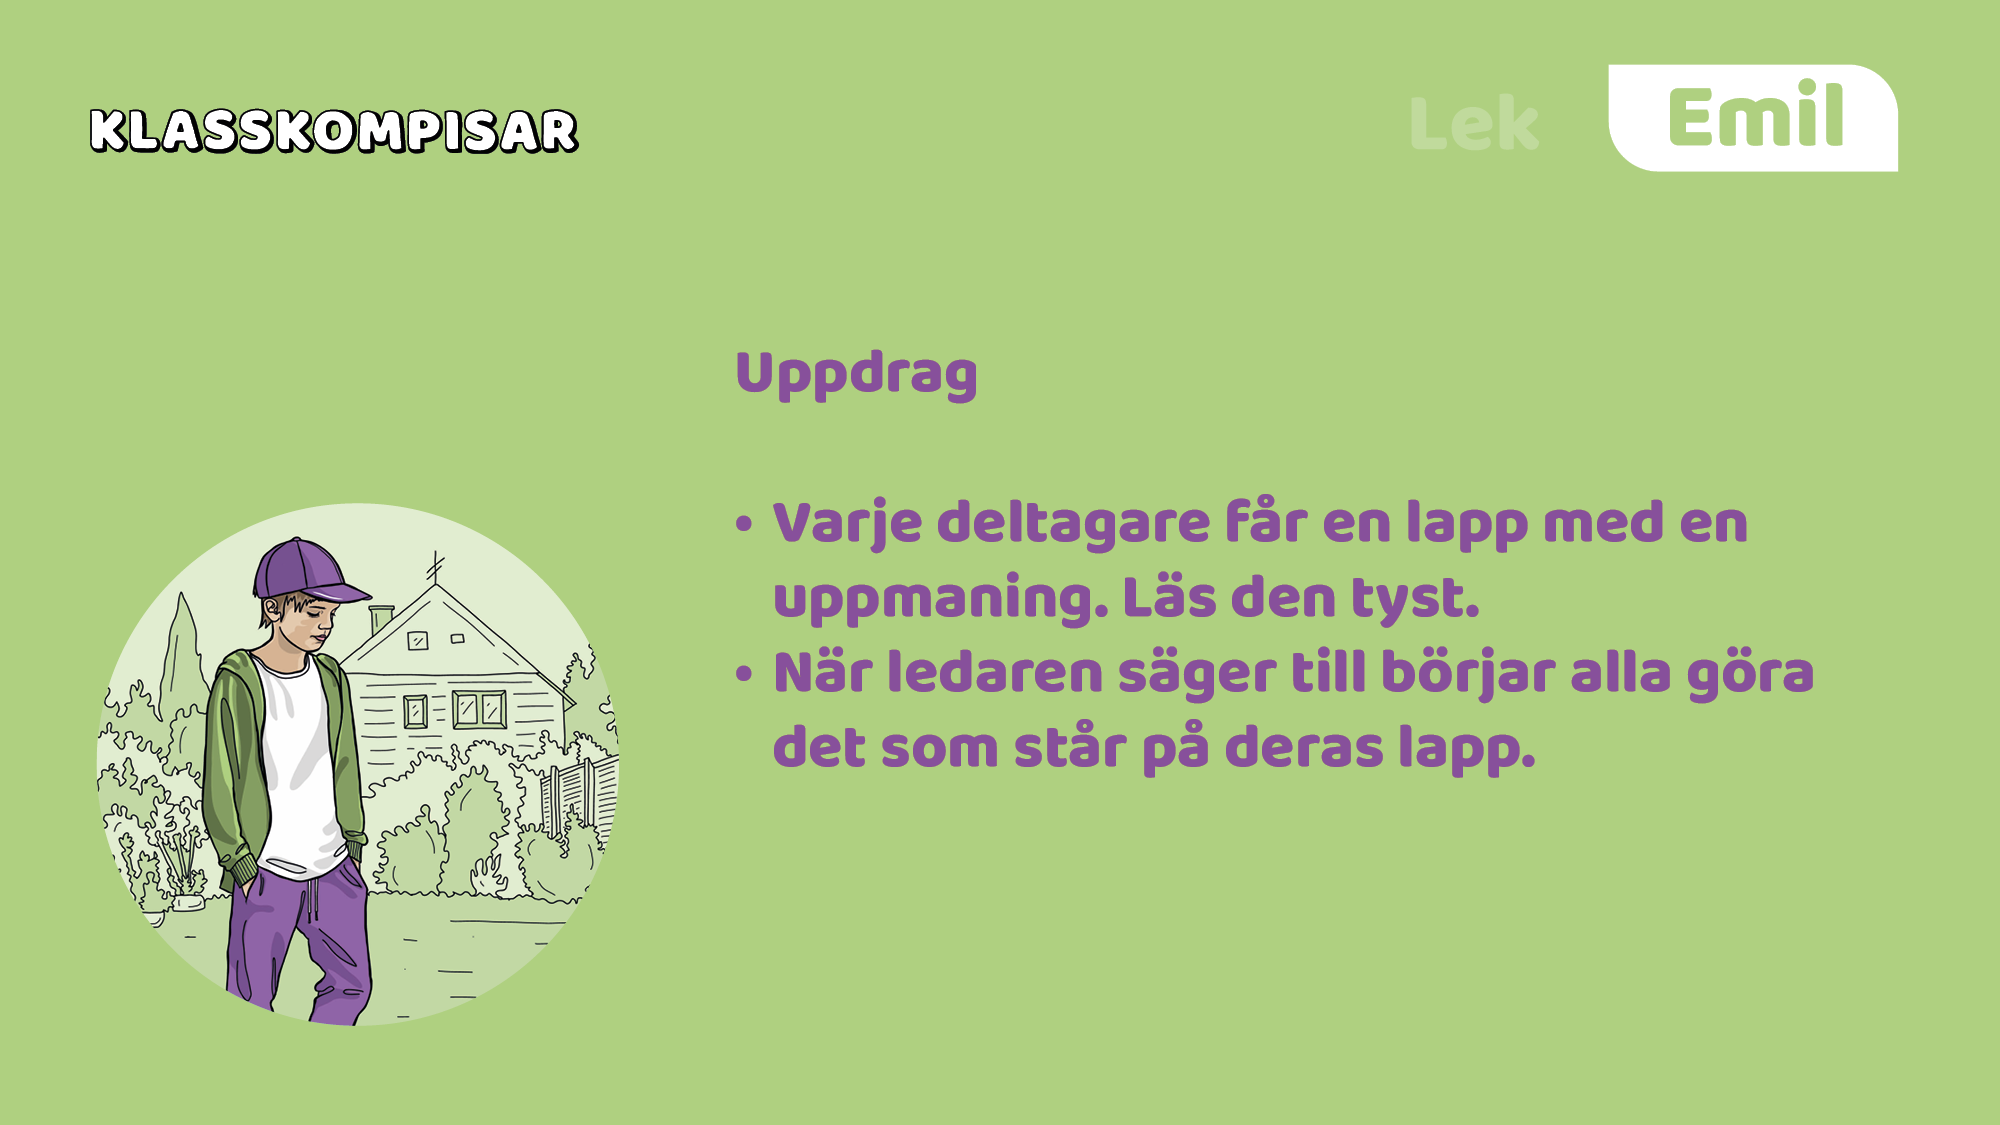 KLASSKOMPISAR
Lek
Emil
Uppdrag
• Varje deltagare får en lapp med en
uppmaning. Läs den tyst.
• När ledaren säger till börjar alla göra
det som står på deras lapp.